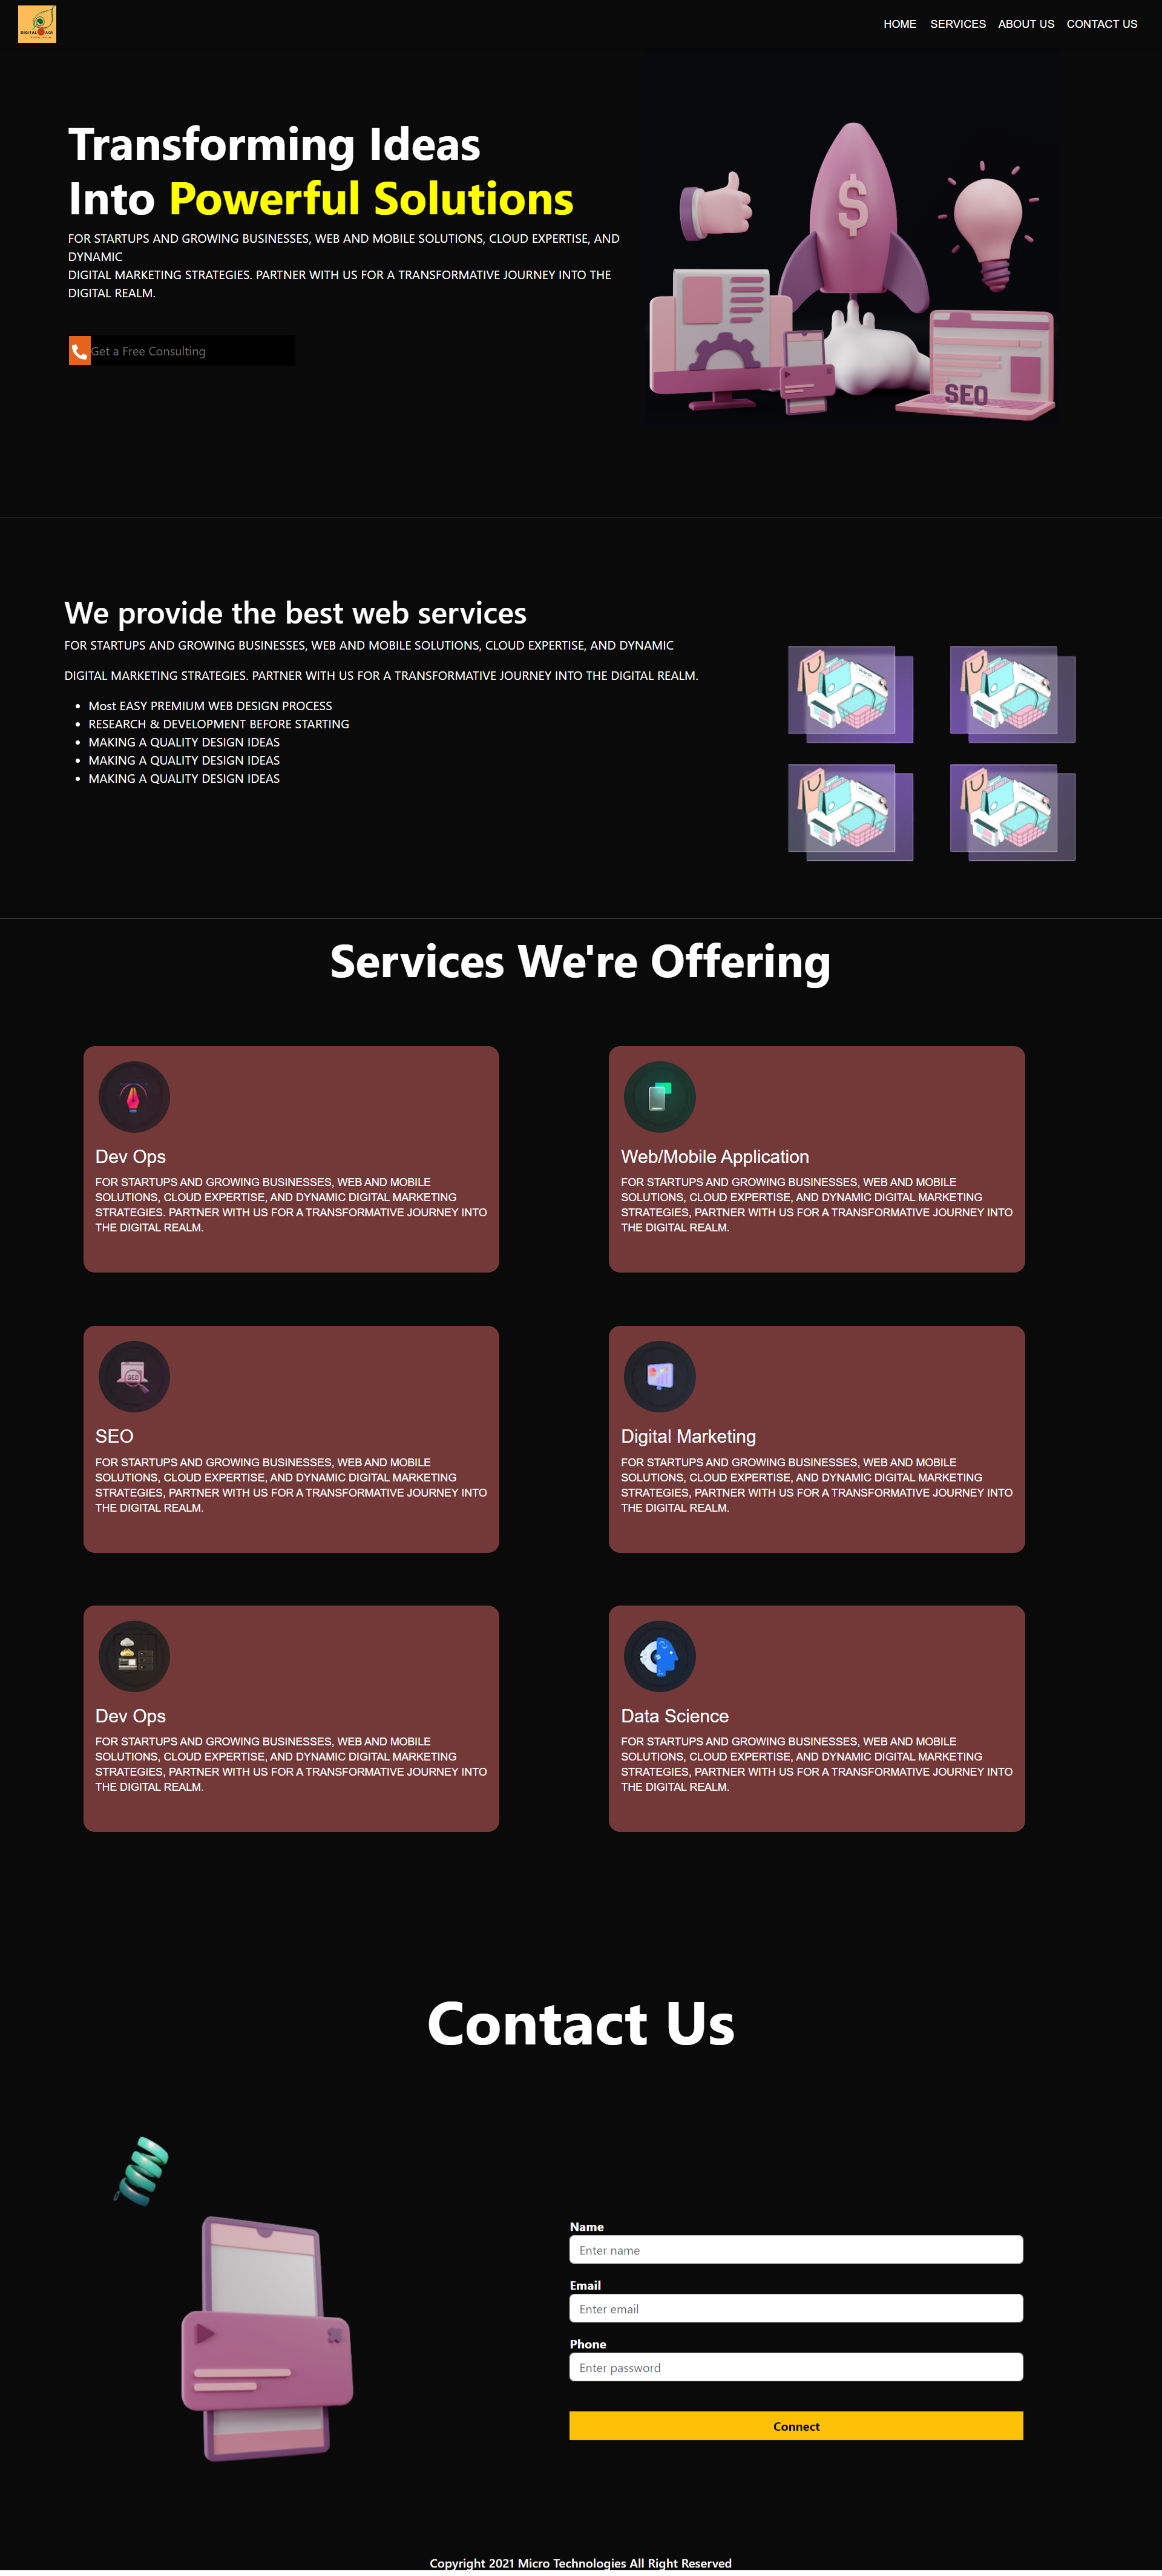 DIGITAL
HOME SERVICES ABOUT US CONTACT US
Transforming Ideas
Into Powerful Solutions
FOR STARTUPS AND GROWING BUSINESSES, WEB AND MOBILE SOLUTIONS, CLOUD EXPERTISE, AND
DYNAMIC
DIGITAL MARKETING STRATEGIES. PARTNER WITH US FOR A TRANSFORMATIVE JOURNEY INTO THE
DIGITAL REALM.
Get a Free Consulting
$
SEO
We provide the best web services
FOR STARTUPS AND GROWING BUSINESSES, WEB AND MOBILE SOLUTIONS, CLOUD EXPERTISE, AND DYNAMIC
DIGITAL MARKETING STRATEGIES. PARTNER WITH US FOR A TRANSFORMATIVE JOURNEY INTO THE DIGITAL REALM.
• Most EASY PREMIUM WEB DESIGN PROCESS
• RESEARCH & DEVELOPMENT BEFORE STARTING
• MAKING A QUALITY DESIGN IDEAS
• MAKING A QUALITY DESIGN IDEAS
• MAKING A QUALITY DESIGN IDEAS
Services We're Offering
Dev Ops
FOR STARTUPS AND GROWING BUSINESSES, WEB AND MOBILE
SOLUTIONS, CLOUD EXPERTISE, AND DYNAMIC DIGITAL MARKETING
STRATEGIES. PARTNER WITH US FOR A TRANSFORMATIVE JOURNEY INTO
THE DIGITAL REALM.
Web/Mobile Application
FOR STARTUPS AND GROWING BUSINESSES, WEB AND MOBILE
SOLUTIONS, CLOUD EXPERTISE, AND DYNAMIC DIGITAL MARKETING
STRATEGIES, PARTNER WITH US FOR A TRANSFORMATIVE JOURNEY INTO
THE DIGITAL REALM.
SEO
SEO
FOR STARTUPS AND GROWING BUSINESSES, WEB AND MOBILE
SOLUTIONS, CLOUD EXPERTISE, AND DYNAMIC DIGITAL MARKETING
STRATEGIES, PARTNER WITH US FOR A TRANSFORMATIVE JOURNEY INTO
THE DIGITAL REALM.
Digital Marketing
FOR STARTUPS AND GROWING BUSINESSES, WEB AND MOBILE
SOLUTIONS, CLOUD EXPERTISE, AND DYNAMIC DIGITAL MARKETING
STRATEGIES, PARTNER WITH US FOR A TRANSFORMATIVE JOURNEY INTO
THE DIGITAL REALM.
Dev Ops
FOR STARTUPS AND GROWING BUSINESSES, WEB AND MOBILE
SOLUTIONS, CLOUD EXPERTISE, AND DYNAMIC DIGITAL MARKETING
STRATEGIES, PARTNER WITH US FOR A TRANSFORMATIVE JOURNEY INTO
THE DIGITAL REALM.
Data Science
FOR STARTUPS AND GROWING BUSINESSES, WEB AND MOBILE
SOLUTIONS, CLOUD EXPERTISE, AND DYNAMIC DIGITAL MARKETING
STRATEGIES, PARTNER WITH US FOR A TRANSFORMATIVE JOURNEY INTO
THE DIGITAL REALM.
Contact Us
Name
Enter name
Email
Enter email
Phone
Enter password
Connect
Copyright 2021 Micro Technologies All Right Reserved